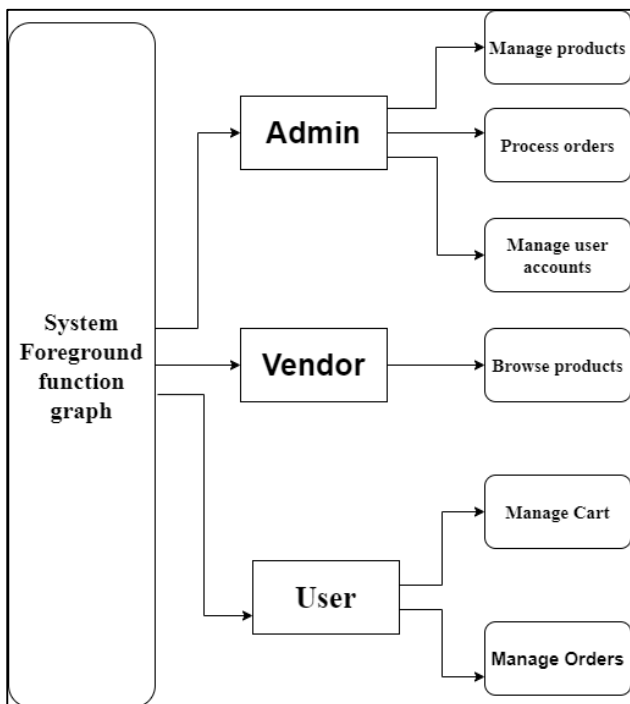 System
Foreground
function
graph
Admin
Manage products
Process orders
Manage user
accounts
Vendor
Browse products
User
Manage Cart
Manage Orders